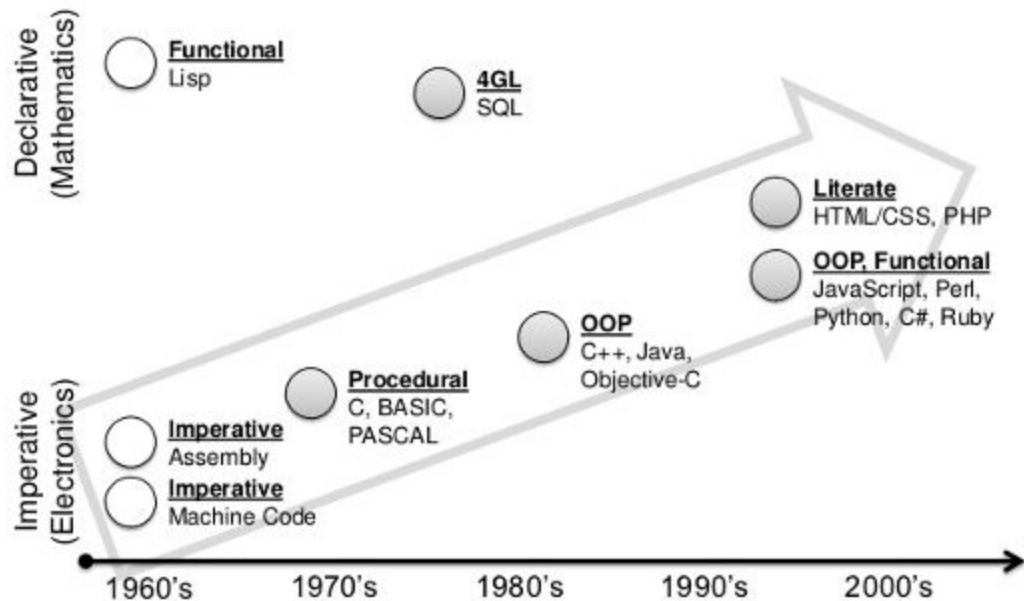 Declarative
(Mathematics)
Functional
Lisp
4GL
SQL
Literate
HTML/CSS, PHP
OOP, Functional
JavaScript, Perl,
Python, C#, Ruby
OOP
C++, Java,
Objective-C
Procedural
C, BASIC,
PASCAL
Imperative
(Electronics)
Imperative
Assembly
Imperative
Machine Code
1960's
1970's
1980's
1990's
2000's